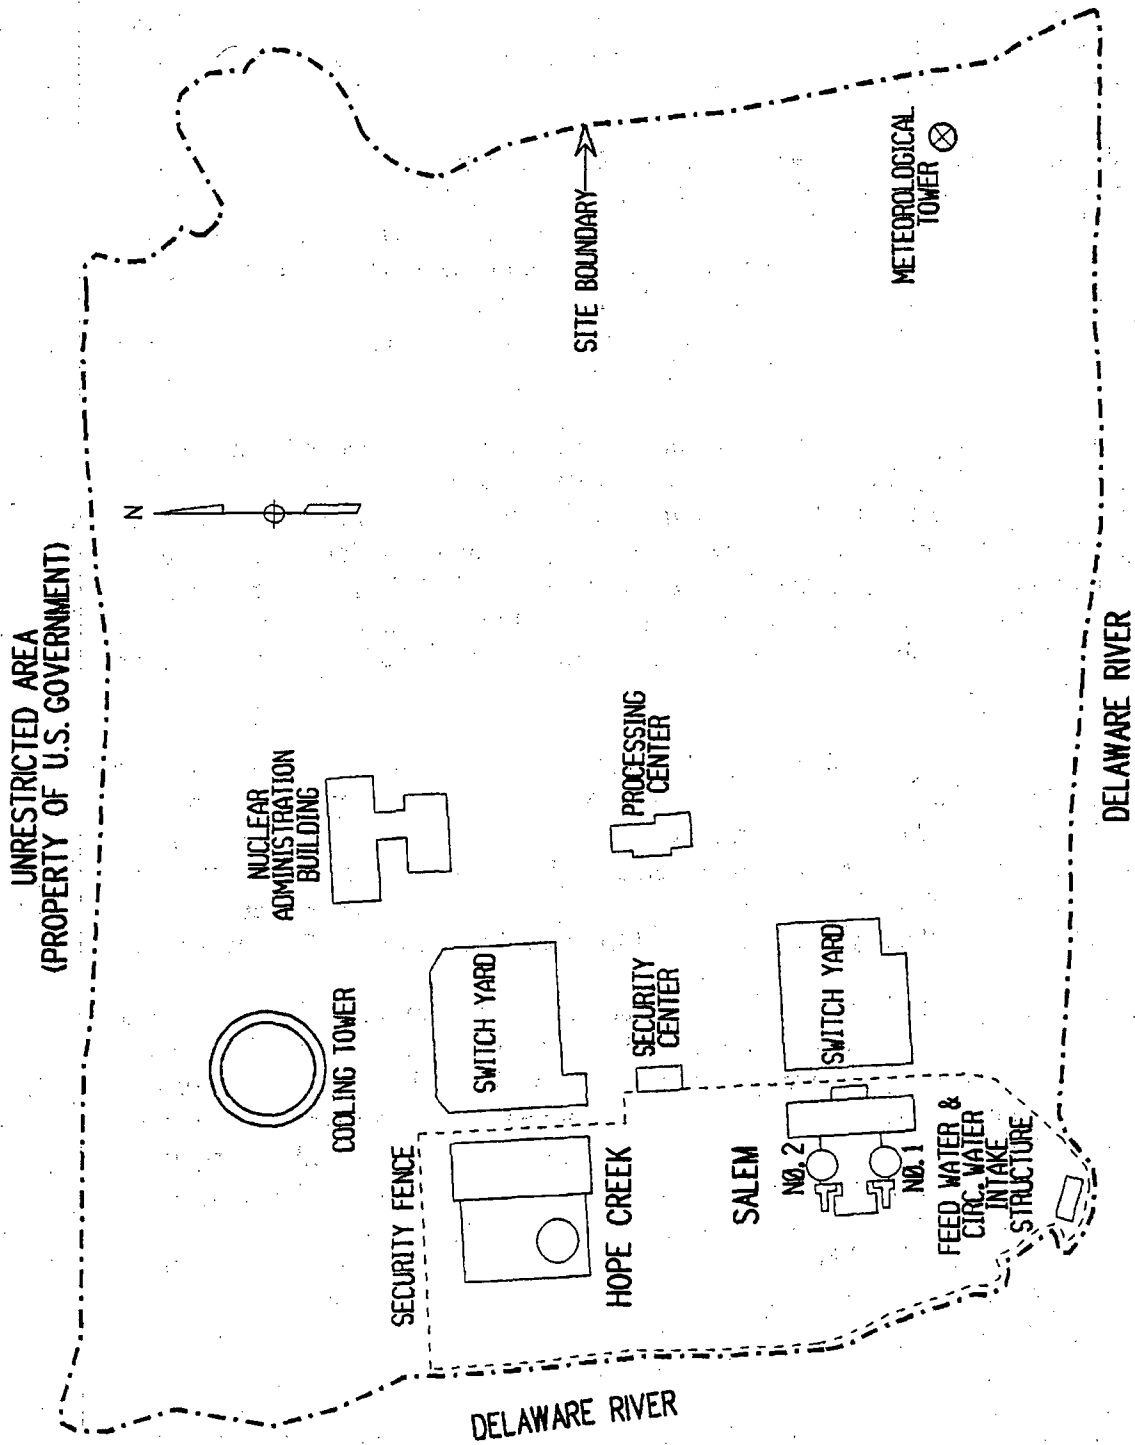 UNRESTRICTED AREA
(PROPERTY OF U.S. GOVERNMENT)
N
NUCLEAR
ADMINISTRATION
BUILDING
COOLING TOWER
SWITCH YARD
SECURITY FENCE
HOPE CREEK
SITE BOUNDARY
PROCESSING
CENTER
SECURITY
CENTER
SWITCH YARD
SALEM
NO. 2
NO. 1
METEOROLOGICAL
TOWER
FEED WATER &
CIRC. WATER
INTAKE
STRUCTURE
DELAWARE RIVER
DELAWARE RIVER